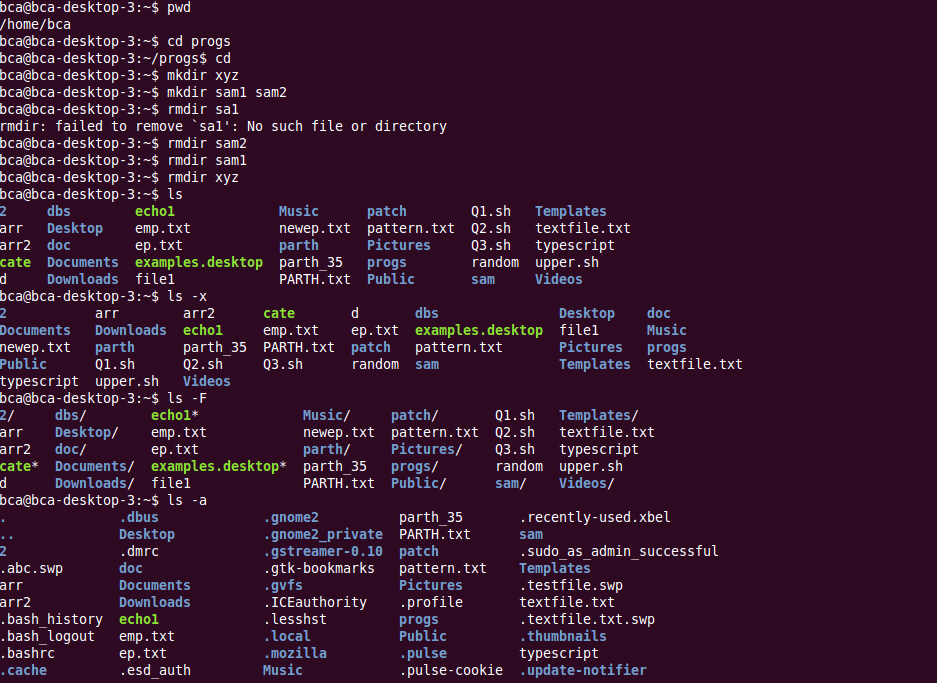 bca@bca-desktop-3:~$ pwd
/home/bca
bca@bca-desktop-3:~$ cd progs
bca@bca-desktop-3:~/progs$ cd
bca@bca-desktop-3:~$ mkdir xyz
bca@bca-desktop-3:~$ mkdir sam1 sam2
bca@bca-desktop-3:~$ rmdir sa1
rmdir: failed to remove `sa1': No such file or directory
bca@bca-desktop-3:~$ rmdir sam2
bca@bca-desktop-3:~$ rmdir sam1
bca@bca-desktop-3:~$ rmdir xyz
bca@bca-desktop-3:~$ ls
2     dbs        echo1             Music      patch        Q1.sh   Templates
arr   Desktop    emp.txt           newep.txt  pattern.txt  Q2.sh   textfile.txt
arr2  doc        ep.txt            parth      Pictures     Q3.sh   typescript
cate  Documents  examples.desktop  parth_35   progs        random  upper.sh
d     Downloads  file1             PARTH.txt  Public       sam     Videos
bca@bca-desktop-3:~$ ls -x
2           arr        arr2      cate       d       dbs               Desktop    doc
Documents   Downloads  echo1     emp.txt    ep.txt  examples.desktop  file1      Music
newep.txt   parth      parth_35  PARTH.txt  patch   pattern.txt       Pictures   progs
Public      Q1.sh      Q2.sh     Q3.sh      random  sam               Templates  textfile.txt
typescript  upper.sh   Videos
bca@bca-desktop-3:~$ ls -F
2/     dbs/        echo1*             Music/     patch/       Q1.sh   Templates/
arr    Desktop/    emp.txt            newep.txt  pattern.txt  Q2.sh   textfile.txt
arr2   doc/        ep.txt             parth/     Pictures/    Q3.sh   typescript
cate*  Documents/  examples.desktop*  parth_35   progs/       random  upper.sh
d      Downloads/  file1              PARTH.txt  Public/      sam/    Videos/
bca@bca-desktop-3:~$ ls -a
.              .dbus      .gnome2          parth_35       .recently-used.xbel
..             Desktop    .gnome2_private  PARTH.txt      sam
2              .dmrc      .gstreamer-0.10  patch          .sudo_as_admin_successful
.abc.swp       doc        .gtk-bookmarks   pattern.txt    Templates
arr            Documents  .gvfs            Pictures       .testfile.swp
arr2           Downloads  .ICEauthority    .profile       textfile.txt
.bash_history  echo1      .lesshst         progs          .textfile.txt.swp
.bash_logout   emp.txt    .local           Public         .thumbnails
.bashrc        ep.txt     .mozilla         .pulse         typescript
.cache         .esd_auth  Music            .pulse-cookie  .update-notifier